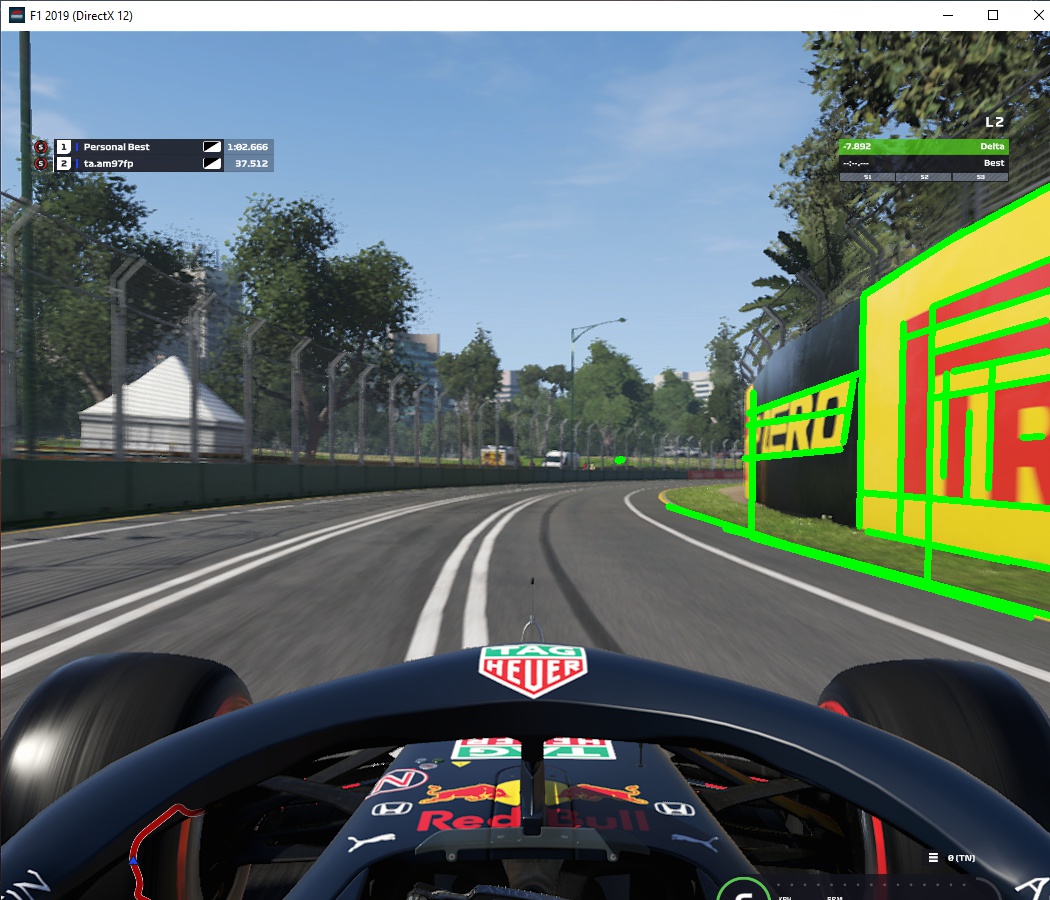 F1 2019 (DirectX 12)
L2
1 Personal Best 1:02.666
2 ta.am97fp 37.512
-7.892 Delta
--:--.--- Best
S1 S2 S3
TAG
HEUER
Red Bull
0 (TN)